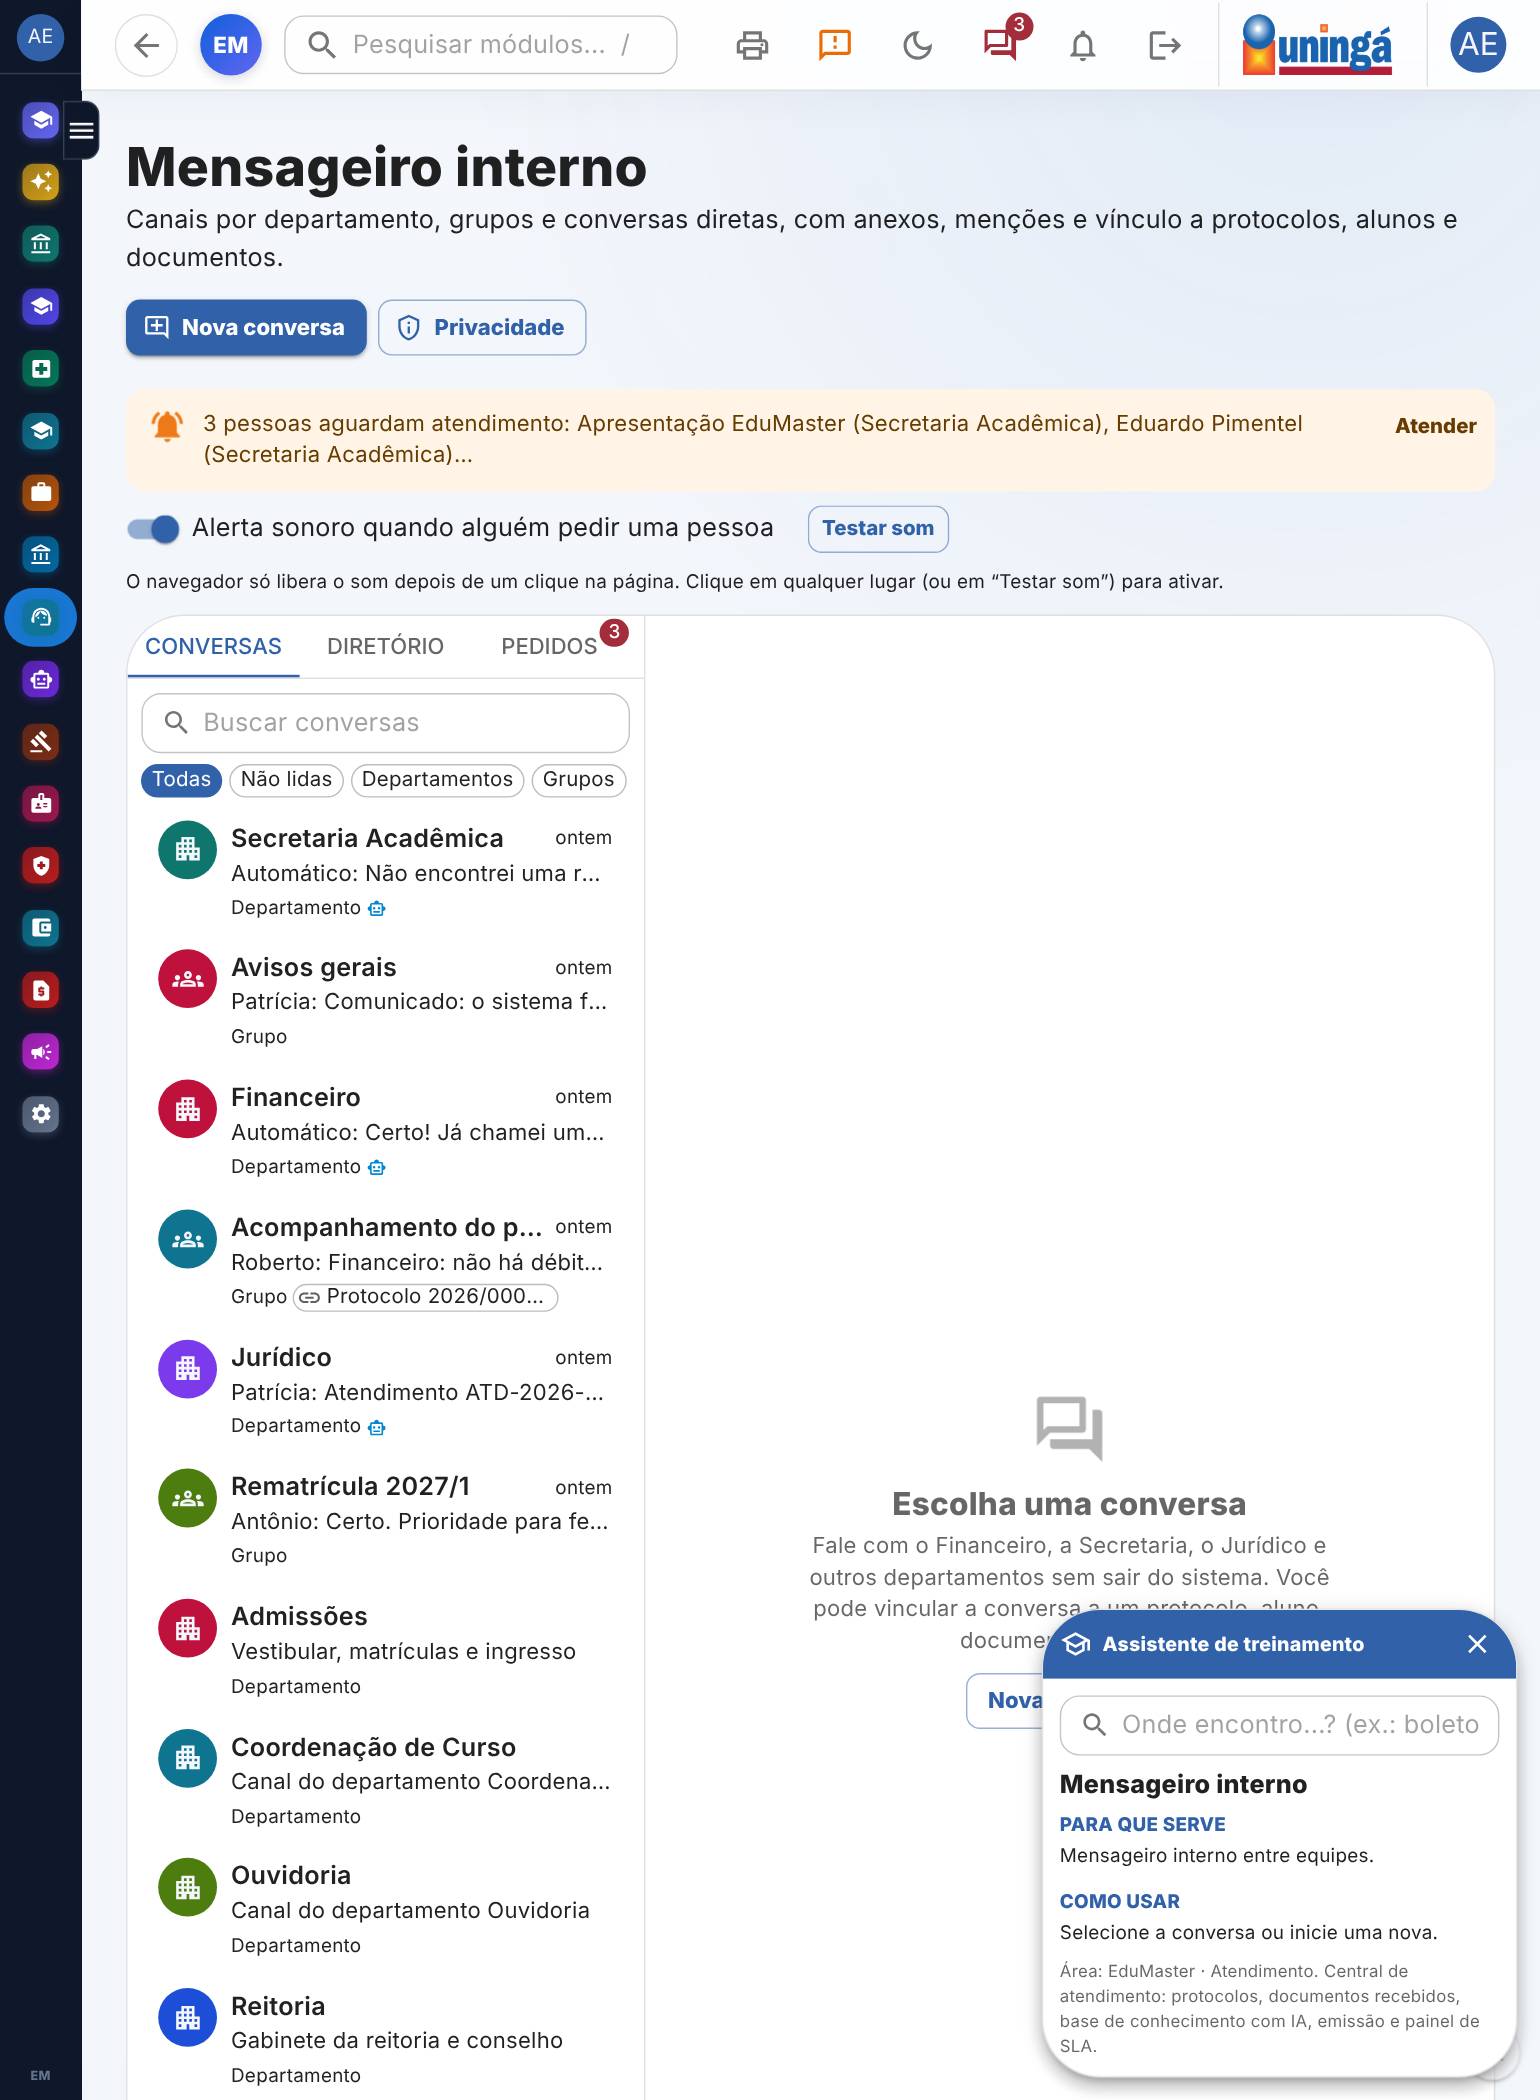 AE
EM
Pesquisar módulos... /
3
uningá
AE
Mensageiro interno
Canais por departamento, grupos e conversas diretas, com anexos, menções e vínculo a protocolos, alunos e
documentos.
Nova conversa
Privacidade
3 pessoas aguardam atendimento: Apresentação EduMaster (Secretaria Acadêmica), Eduardo Pimentel
(Secretaria Acadêmica)...
Atender
Alerta sonoro quando alguém pedir uma pessoa
Testar som
O navegador só libera o som depois de um clique na página. Clique em qualquer lugar (ou em “Testar som”) para ativar.
CONVERSAS
DIRETÓRIO
PEDIDOS
3
Buscar conversas
Todas
Não lidas
Departamentos
Grupos
Secretaria Acadêmica
ontem
Automático: Não encontrei uma r...
Departamento
Avisos gerais
ontem
Patrícia: Comunicado: o sistema f...
Grupo
Financeiro
ontem
Automático: Certo! Já chamei um...
Departamento
Acompanhamento do p...
ontem
Roberto: Financeiro: não há débit...
Grupo
Protocolo 2026/000...
Jurídico
ontem
Patrícia: Atendimento ATD-2026-...
Departamento
Rematrícula 2027/1
ontem
Antônio: Certo. Prioridade para fe...
Grupo
Admissões
Vestibular, matrículas e ingresso
Departamento
Coordenação de Curso
Canal do departamento Coordena...
Departamento
Ouvidoria
Canal do departamento Ouvidoria
Departamento
Reitoria
Gabinete da reitoria e conselho
Departamento
EM
Escolha uma conversa
Fale com o Financeiro, a Secretaria, o Jurídico e
outros departamentos sem sair do sistema. Você
pode vincular a conversa a um protocolo, aluno,
documen
Nova
Assistente de treinamento
Onde encontro...? (ex.: boleto
Mensageiro interno
PARA QUE SERVE
Mensageiro interno entre equipes.
COMO USAR
Selecione a conversa ou inicie uma nova.
Área: EduMaster · Atendimento. Central de
atendimento: protocolos, documentos recebidos,
base de conhecimento com IA, emissão e painel de
SLA.